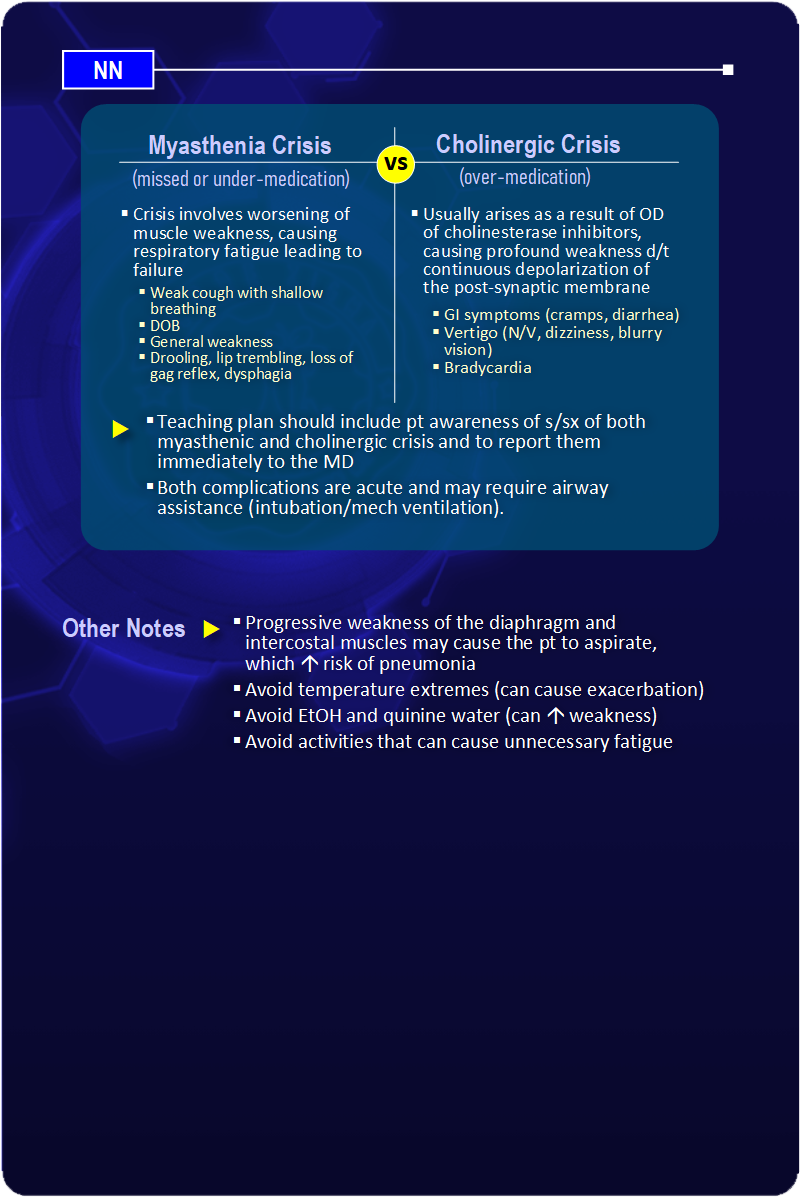 NN
Myasthenia Crisis
(missed or under-medication)
▪ Crisis involves worsening of
muscle weakness, causing
respiratory fatigue leading to
failure
▪ Weak cough with shallow
breathing
▪ DOB
▪ General weakness
▪ Drooling, lip trembling, loss of
gag reflex, dysphagia
VS
Cholinergic Crisis
(over-medication)
▪ Usually arises as a result of OD
of cholinesterase inhibitors,
causing profound weakness d/t
continuous depolarization of
the post-synaptic membrane
▪ GI symptoms (cramps, diarrhea)
▪ Vertigo (N/V, dizziness, blurry
vision)
▪ Bradycardia
▪ Teaching plan should include pt awareness of s/sx of both
myasthenic and cholinergic crisis and to report them
immediately to the MD
▪ Both complications are acute and may require airway
assistance (intubation/mech ventilation).
Other Notes
▪ Progressive weakness of the diaphragm and
intercostal muscles may cause the pt to aspirate,
which ↑ risk of pneumonia
▪ Avoid temperature extremes (can cause exacerbation)
▪ Avoid EtOH and quinine water (can ↑ weakness)
▪ Avoid activities that can cause unnecessary fatigue